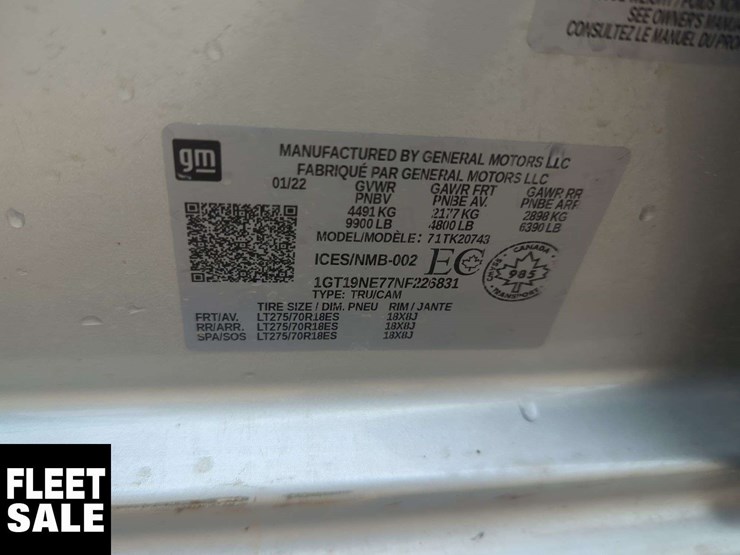 SEE OWNER'S MANUAL
CONSULTEZ LE MANUEL DU
gm
MANUFACTURED BY GENERAL MOTORS LLC
FABRIQUÉ PAR GENERAL MOTORS LLC
01/22 GVWR GAWR FRT GAWR RR
PNBV PNBE AV. PNBE ARR
4491 KG 2177 KG 2898 KG
9900 LB 4800 LB 6390 LB
MODEL/MODÈLE: 71TK20743
ICES/NMB-002 EC
CANADA
985
TRANSPORT
1GT19NE77NF226831
TYPE: TRU/CAM
TIRE SIZE / DIM. PNEU RIM / JANTE
FRT/AV. LT275/70R18ES 18X8J
RR/ARR. LT275/70R18ES 18X8J
SPA/SOS LT275/70R18ES 18X8J
FLEET
SALE